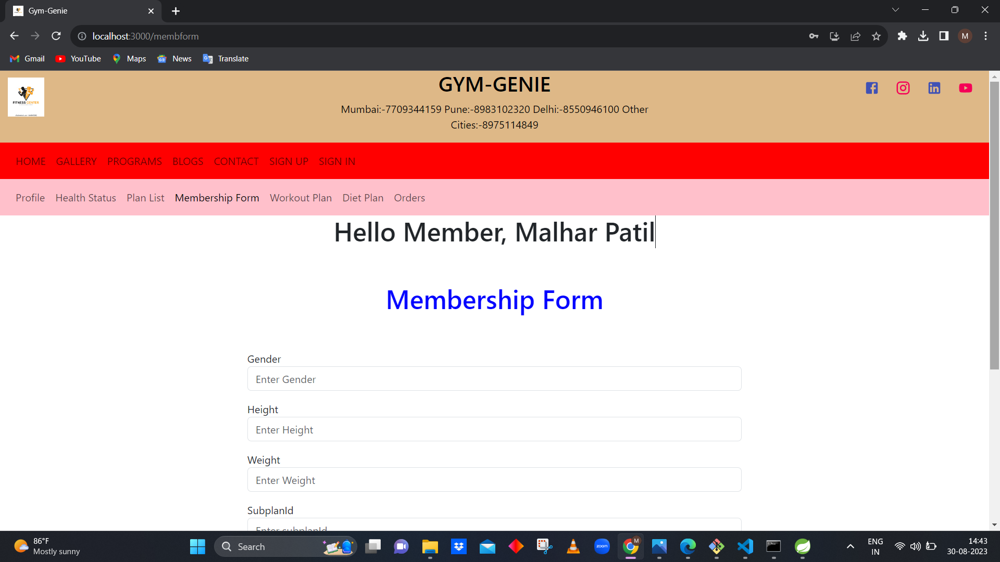 Gym-Genie
localhost:3000/membform
M
Gmail YouTube Maps News Translate
FITNESS CENTER
GYM-GENIE
Mumbai:-7709344159 Pune:-8983102320 Delhi:-8550946100 Other
Cities:-8975114849
HOME GALLERY PROGRAMS BLOGS CONTACT SIGN UP SIGN IN
Profile Health Status Plan List Membership Form Workout Plan Diet Plan Orders
Hello Member, Malhar Patil
Membership Form
Gender
Enter Gender
Height
Enter Height
Weight
Enter Weight
SubplanId
Enter subplanId
86°F
Mostly sunny
Search
zoom
M
ENG
IN
14:43
30-08-2023